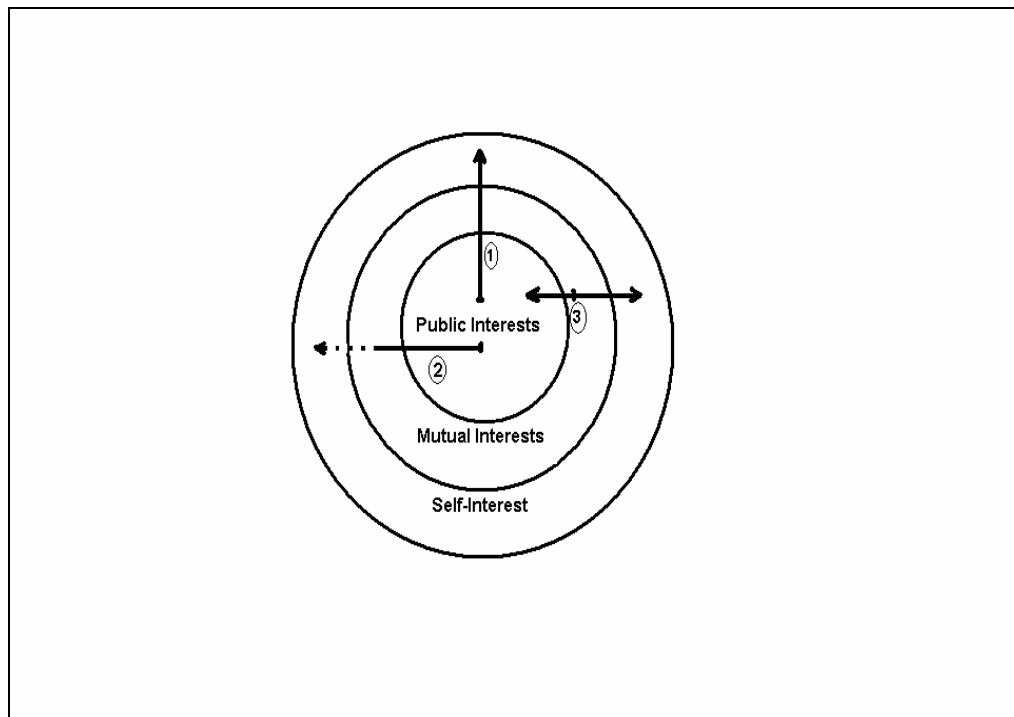 1
3
Public Interests
2
Mutual Interests
Self-Interest